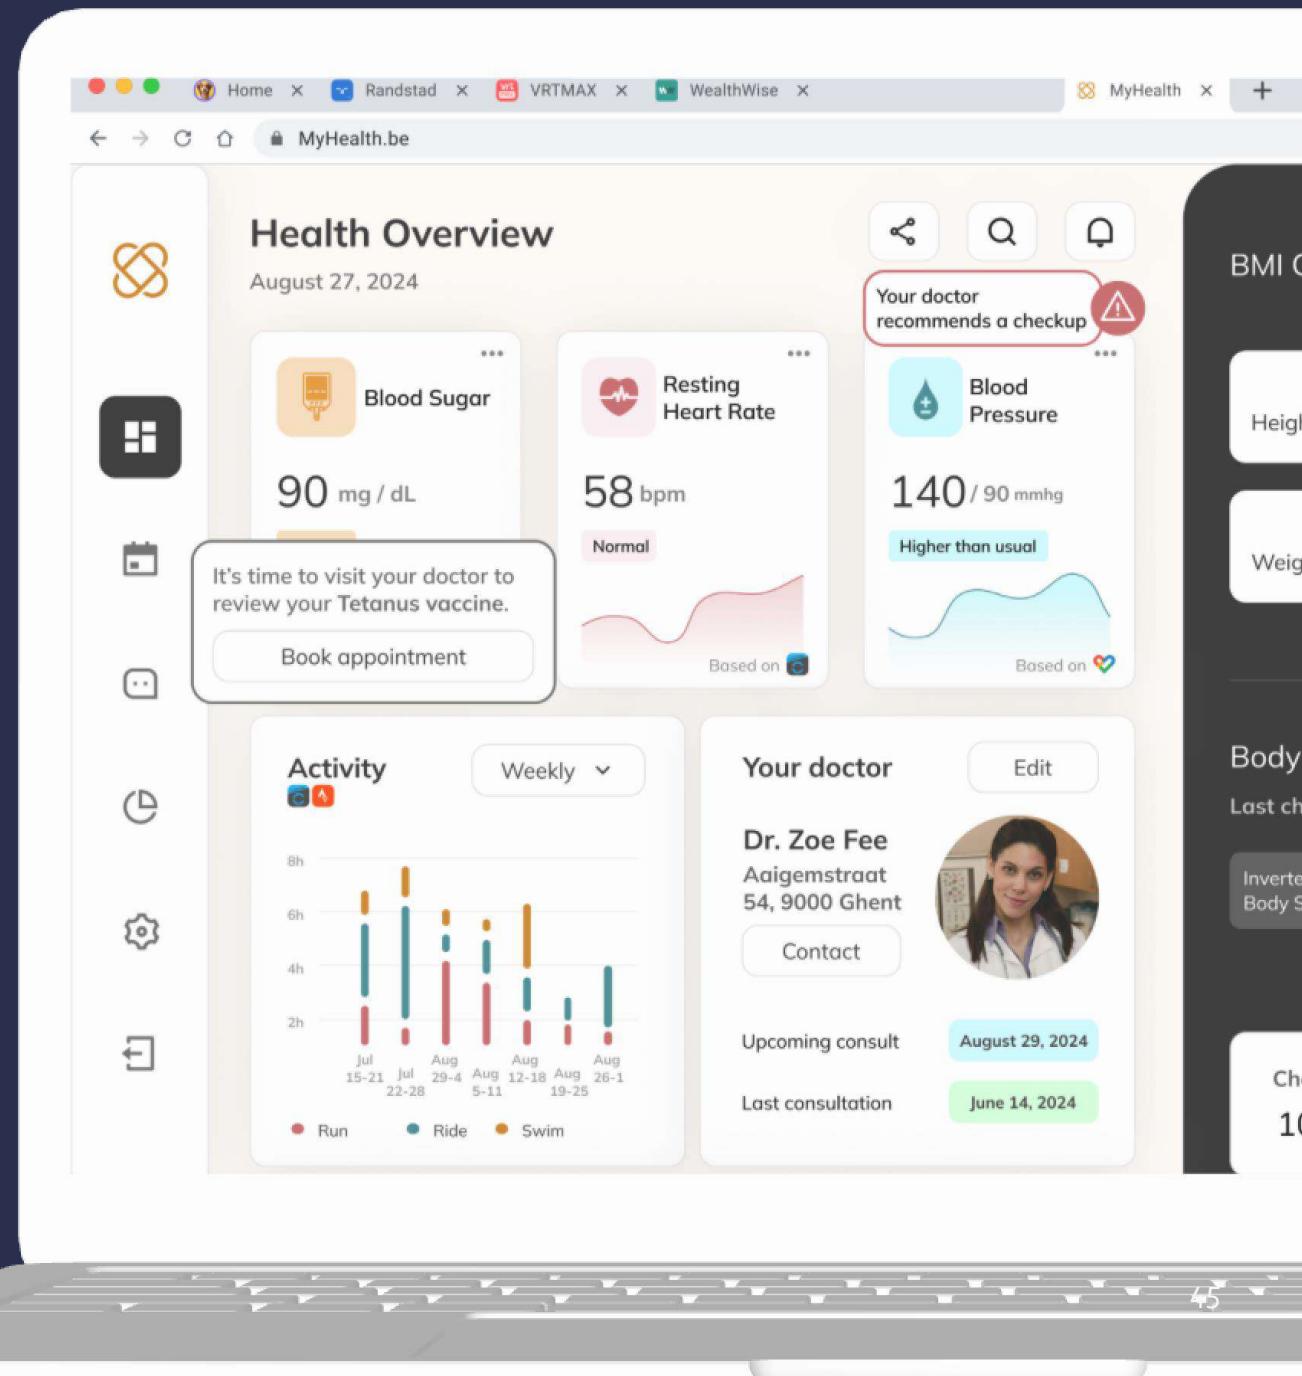 Home
Randstad
VRTMAX
WealthWise
MyHealth
MyHealth.be
Health Overview
August 27, 2024
Your doctor
recommends a checkup
BMI
Blood Sugar
90 mg / dL
Resting
Heart Rate
58 bpm
Normal
Based on
Blood
Pressure
140 / 90 mmhg
Higher than usual
Based on
It's time to visit your doctor to
review your Tetanus vaccine.
Book appointment
Activity
Weekly
8h
6h
4h
2h
Jul
15-21
Jul
22-28
Aug
29-4
Aug
5-11
Aug
12-18
Aug
19-25
Aug
26-1
Run
Ride
Swim
Your doctor
Edit
Dr. Zoe Fee
Aaigemstraat
54, 9000 Ghent
Contact
Upcoming consult
August 29, 2024
Last consultation
June 14, 2024
Body
Last
Body
45